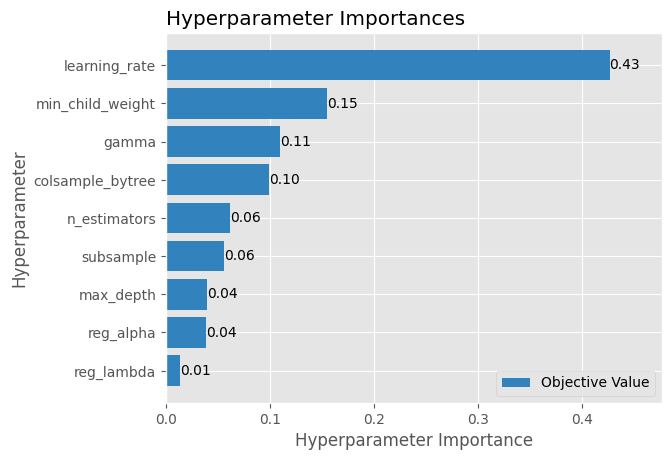 Hyperparameter Importances
Hyperparameter
learning_rate 0.43
min_child_weight 0.15
gamma 0.11
colsample_bytree 0.10
n_estimators 0.06
subsample 0.06
max_depth 0.04
reg_alpha 0.04
reg_lambda 0.01
Objective Value
0.0 0.1 0.2 0.3 0.4
Hyperparameter Importance